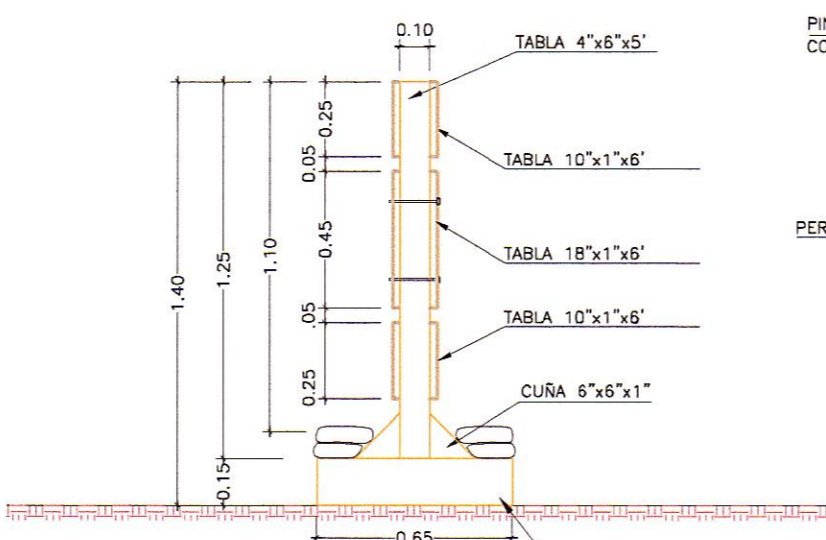 0.10
TABLA 4"x6"x5'
PIN
CO
0.25
TABLA 10"x1"x6'
0.05
0.45
1.10
1.25
1.40
TABLA 18"x1"x6'
PER
.05
TABLA 10"x1"x6'
0.25
CUÑA 6"x6"x1"
0.15
0.65